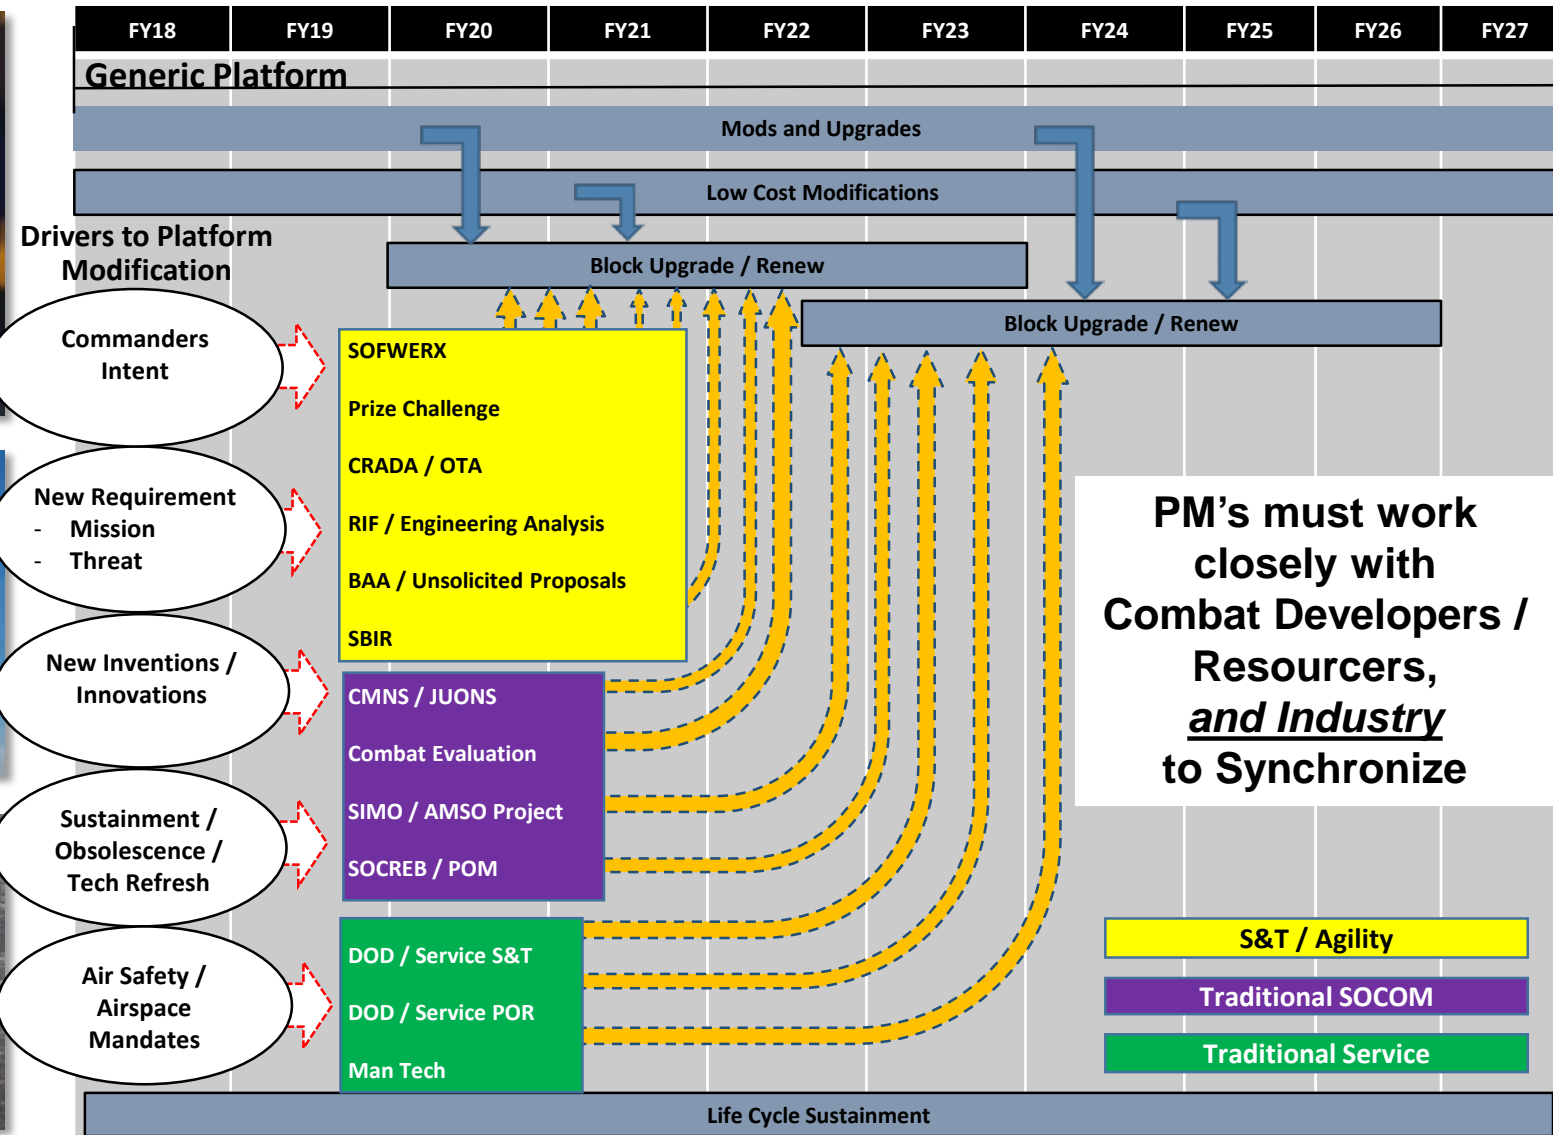 FY18 FY19 FY20 FY21 FY22 FY23 FY24 FY25 FY26 FY27
Generic Platform
Mods and Upgrades
Low Cost Modifications
Drivers to Platform
Modification
Block Upgrade / Renew
Block Upgrade / Renew
Commanders
Intent
New Requirement
- Mission
- Threat
New Inventions /
Innovations
Sustainment /
Obsolescence /
Tech Refresh
Air Safety /
Airspace
Mandates
SOFWERX
Prize Challenge
CRADA / OTA
RIF / Engineering Analysis
BAA / Unsolicited Proposals
SBIR
CMNS / JUONS
Combat Evaluation
SIMO / AMSO Project
SOCREB / POM
DOD / Service S&T
DOD / Service POR
Man Tech
PM's must work
closely with
Combat Developers /
Resourcers,
and Industry
to Synchronize
S&T / Agility
Traditional SOCOM
Traditional Service
Life Cycle Sustainment